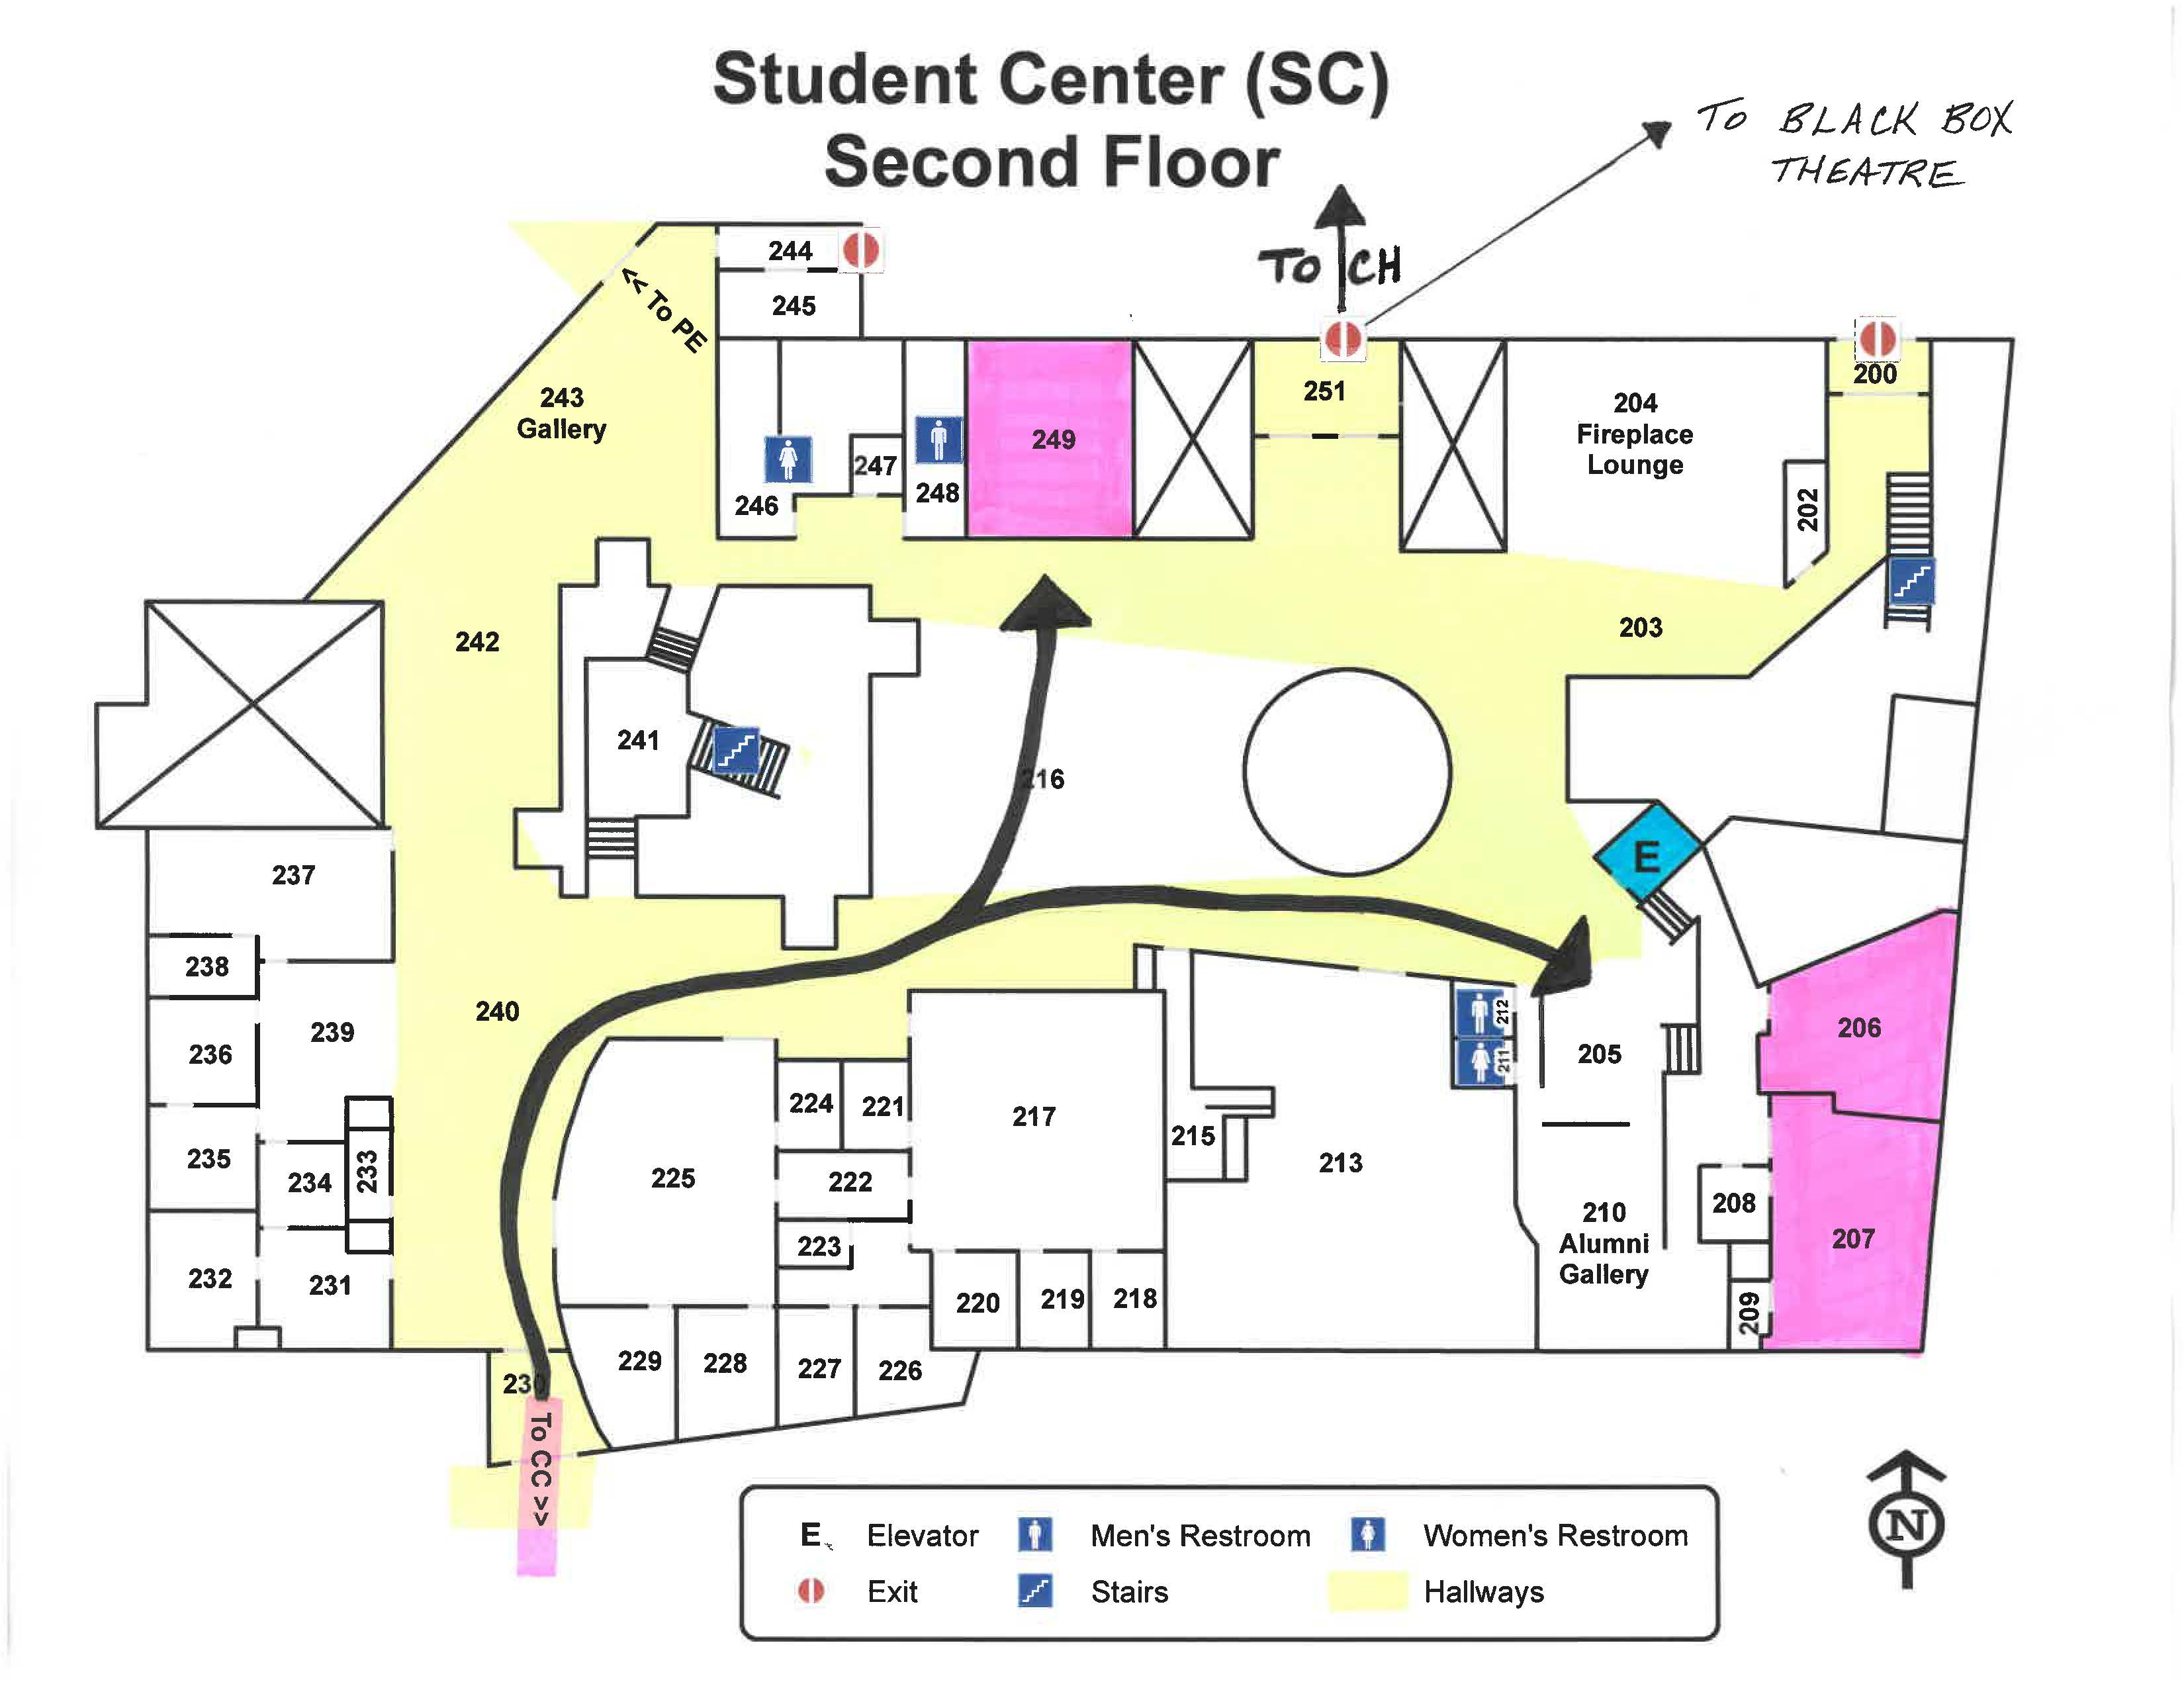 Student Center (SC)
Second Floor
TO BLACK BOX
THEATRE
TO CH
244
245
<< To PE
243
Gallery
246
247
248
249
251
204
Fireplace
Lounge
200
202
203
242
241
216
E
237
238
239
240
236
235
234
233
232
231
230
To CC >>
225
224
221
222
223
217
215
213
212
211
205
206
207
208
209
210
Alumni
Gallery
220
219
218
229
228
227
226
E Elevator
Men's Restroom
Women's Restroom
Exit
Stairs
Hallways
N